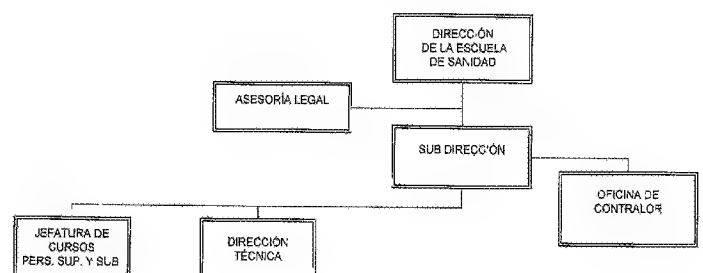 DIRECCIÓN
DE LA ESCUELA
DE SANIDAD
ASESORÍA LEGAL
SUB DIRECCIÓN
OFICINA DE
CONTRALOR
JEFATURA DE
CURSOS
PERS. SUP. Y SUB
DIRECCIÓN
TÉCNICA